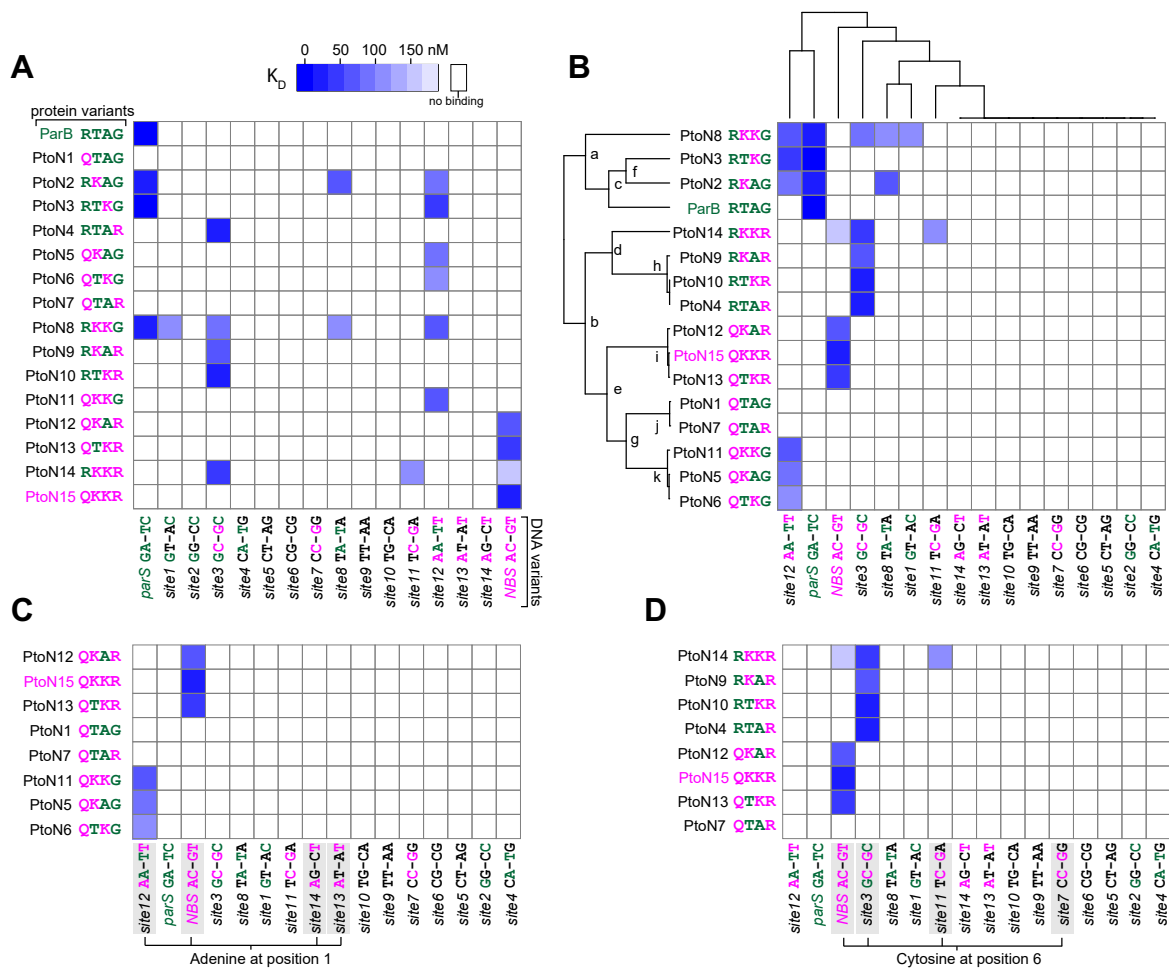 A
0 50 100 150 nM
K_D
no binding
protein variants
ParB RTAG
PtoN1 QTAG
PtoN2 RKAG
PtoN3 RTKG
PtoN4 RTAR
PtoN5 QKAG
PtoN6 QTKG
PtoN7 QTAR
PtoN8 RKKG
PtoN9 RKAR
PtoN10 RTKR
PtoN11 QKKG
PtoN12 QKAR
PtoN13 QTKR
PtoN14 RKKR
PtoN15 QKKR
parS GA-TC
site1 GT-AC
site2 GG-CC
site3 GC-GC
site4 CA-TG
site5 CT-AG
site6 CG-CG
site7 CC-GG
site8 TA-TA
site9 TT-AA
site10 TG-CA
site11 TC-GA
site12 AA-TT
site13 AT-AT
site14 AG-CT
NBS AC-GT
DNA variants
B
a
f
c
d
h
b
i
e
j
g
k
PtoN8 RKKG
PtoN3 RTKG
PtoN2 RKAG
ParB RTAG
PtoN14 RKKR
PtoN9 RKAR
PtoN10 RTKR
PtoN4 RTAR
PtoN12 QKAR
PtoN15 QKKR
PtoN13 QTKR
PtoN1 QTAG
PtoN7 QTAR
PtoN11 QKKG
PtoN5 QKAG
PtoN6 QTKG
site12 AA-TT
parS GA-TC
NBS AC-GT
site3 GC-GC
site8 TA-TA
site1 GT-AC
site11 TC-GA
site14 AG-CT
site13 AT-AT
site10 TG-CA
site9 TT-AA
site7 CC-GG
site6 CG-CG
site5 CT-AG
site2 GG-CC
site4 CA-TG
C
PtoN12 QKAR
PtoN15 QKKR
PtoN13 QTKR
PtoN1 QTAG
PtoN7 QTAR
PtoN11 QKKG
PtoN5 QKAG
PtoN6 QTKG
site12 AA-TT
parS GA-TC
NBS AC-GT
site3 GC-GC
site8 TA-TA
site1 GT-AC
site11 TC-GA
site14 AG-CT
site13 AT-AT
site10 TG-CA
site9 TT-AA
site7 CC-GG
site6 CG-CG
site5 CT-AG
site2 GG-CC
site4 CA-TG
Adenine at position 1
D
PtoN14 RKKR
PtoN9 RKAR
PtoN10 RTKR
PtoN4 RTAR
PtoN12 QKAR
PtoN15 QKKR
PtoN13 QTKR
PtoN7 QTAR
site12 AA-TT
parS GA-TC
NBS AC-GT
site3 GC-GC
site8 TA-TA
site1 GT-AC
site11 TC-GA
site14 AG-CT
site13 AT-AT
site10 TG-CA
site9 TT-AA
site7 CC-GG
site6 CG-CG
site5 CT-AG
site2 GG-CC
site4 CA-TG
Cytosine at position 6